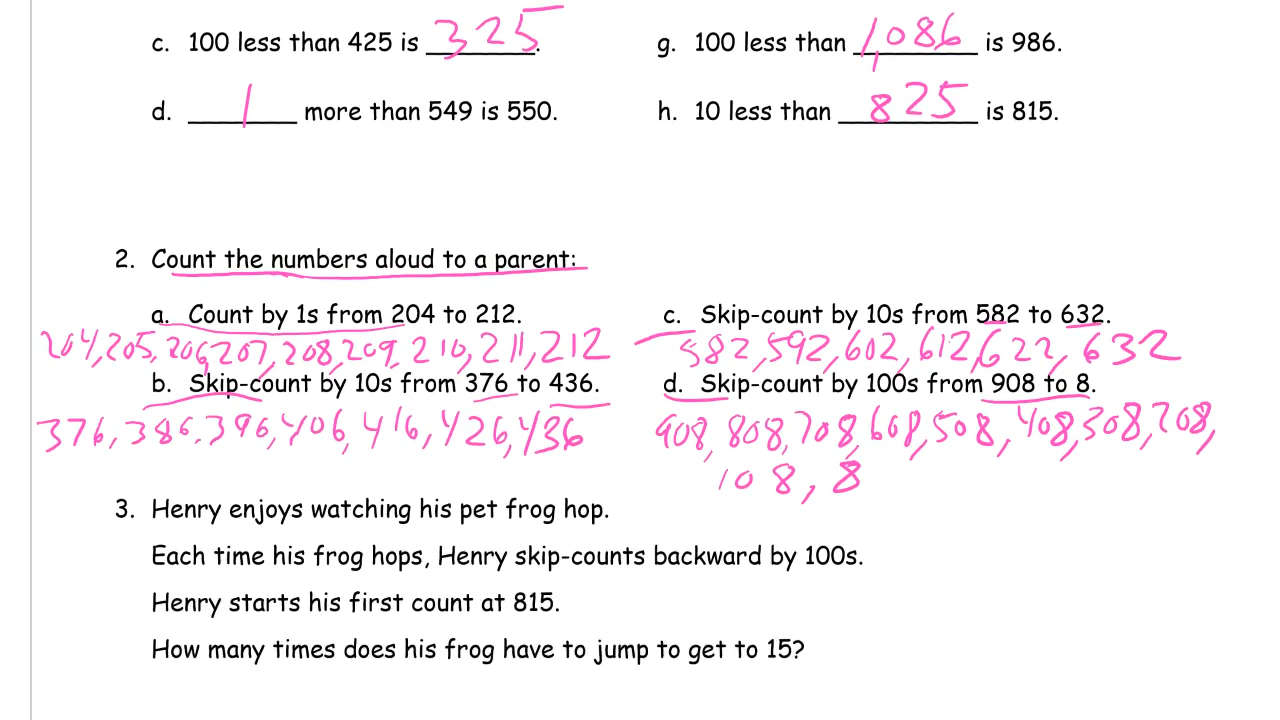 c. 100 less than 425 is 325.
g. 100 less than 1,086 is 986.
d. 1 more than 549 is 550.
h. 10 less than 825 is 815.
2. Count the numbers aloud to a parent:
a. Count by 1s from 204 to 212.
204, 205, 206, 207, 208, 209, 210, 211, 212
b. Skip-count by 10s from 376 to 436.
376, 386, 396, 406, 416, 426, 436
c. Skip-count by 10s from 582 to 632.
582, 592, 602, 612, 622, 632
d. Skip-count by 100s from 908 to 8.
908, 808, 708, 608, 508, 408, 308, 208,
108, 8
3. Henry enjoys watching his pet frog hop.
Each time his frog hops, Henry skip-counts backward by 100s.
Henry starts his first count at 815.
How many times does his frog have to jump to get to 15?